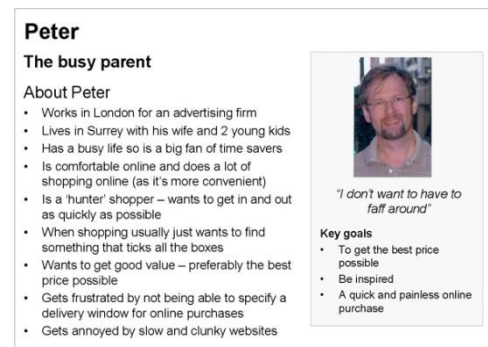 Peter
The busy parent
About Peter
• Works in London for an advertising firm
• Lives in Surrey with his wife and 2 young kids
• Has a busy life so is a big fan of time savers
• Is comfortable online and does a lot of
shopping online (as it's more convenient)
• Is a 'hunter' shopper – wants to get in and out
as quickly as possible
• When shopping usually just wants to find
something that ticks all the boxes
• Wants to get good value – preferably the best
price possible
• Gets frustrated by not being able to specify a
delivery window for online purchases
• Gets annoyed by slow and clunky websites
"I don't want to have to
faff around"
Key goals
• To get the best price
possible
• Be inspired
• A quick and painless online
purchase